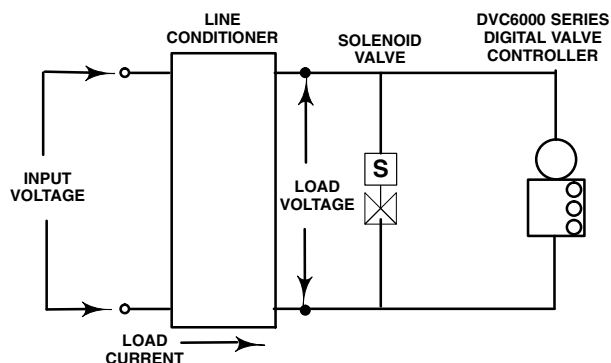 LINE
CONDITIONER
SOLENOID
VALVE
DVC6000 SERIES
DIGITAL VALVE
CONTROLLER
INPUT
VOLTAGE
LOAD
VOLTAGE
S
LOAD
CURRENT